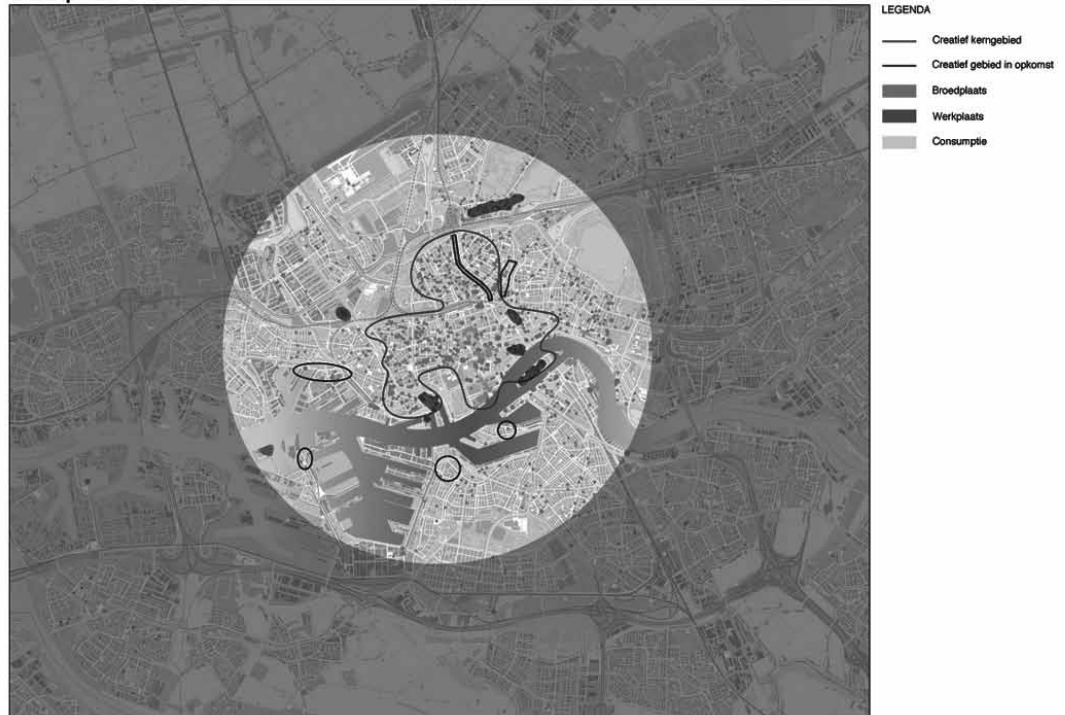 LEGENDA
Creatief kerngebied
Creatief gebied in opkomst
Broedplaats
Werkplaats
Consumptie